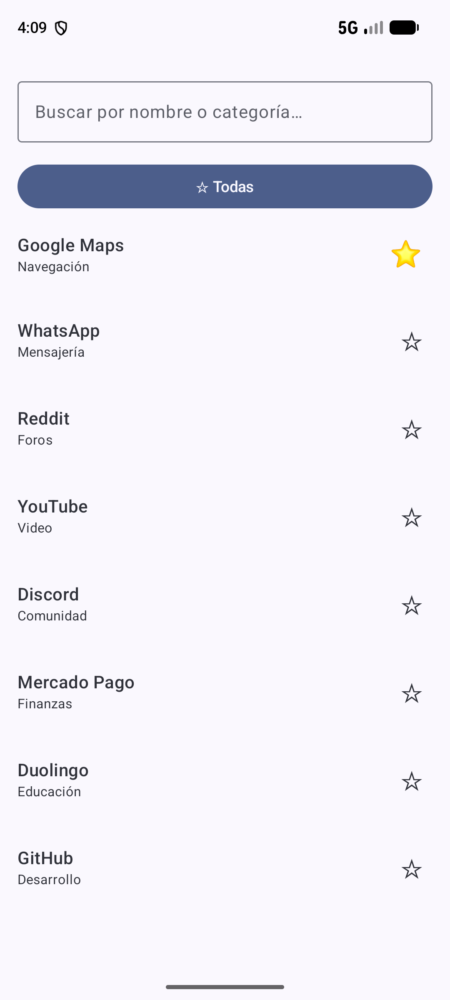 4:09
5G
Buscar por nombre o categoría...
☆ Todas
Google Maps
Navegación
WhatsApp
Mensajería
Reddit
Foros
YouTube
Video
Discord
Comunidad
Mercado Pago
Finanzas
Duolingo
Educación
GitHub
Desarrollo